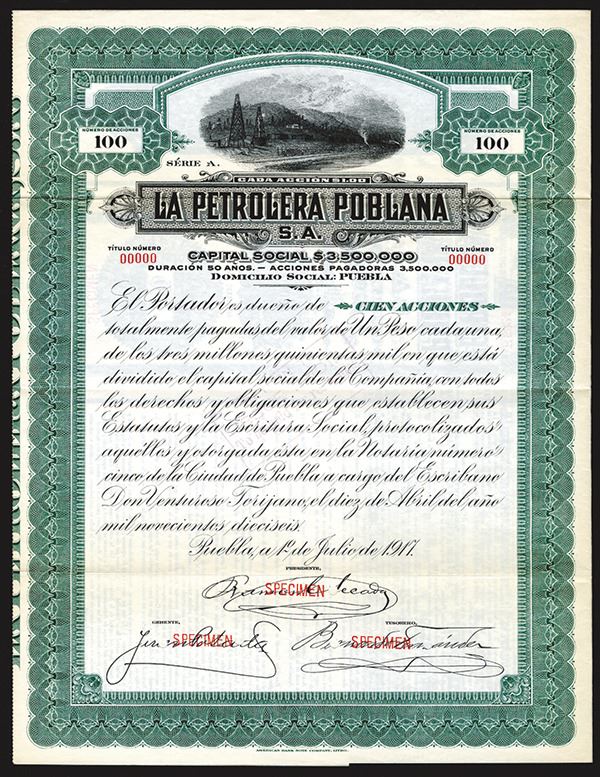 NÚMERO DE ACCIONES
100
NÚMERO DE ACCIONES
100
SÉRIE A.
CADA ACCIÓN $1.00
LA PETROLERA POBLANA
S.A.
TÍTULO NÚMERO
00000
TÍTULO NÚMERO
00000
CAPITAL SOCIAL $3.500.000
DURACIÓN 50 AÑOS. — ACCIONES PAGADORAS 3,500.000
DOMICILIO SOCIAL: PUEBLA
El Portador es dueño de CIEN ACCIONES
totalmente pagadas del valor de Un Peso cada una,
de los tres millones quinientas mil en que está
dividido el capital social de la Compañía, con todos
los derechos y obligaciones que establecen sus
Estatutos y la Escritura Social, protocolizados
aquéllos y otorgada ésta en la Notaría número
cinco de la Ciudad de Puebla a cargo del Escribano
Don Venturoso Torijano, el diez de Abril del año
mil novecientos dieciseis.
Puebla, a 1º de Julio de 1917.
PRESIDENTE,
SPECIMEN
GERENTE,
SPECIMEN
TESORERO,
SPECIMEN
AMERICAN BANK NOTE COMPANY, LITHO.